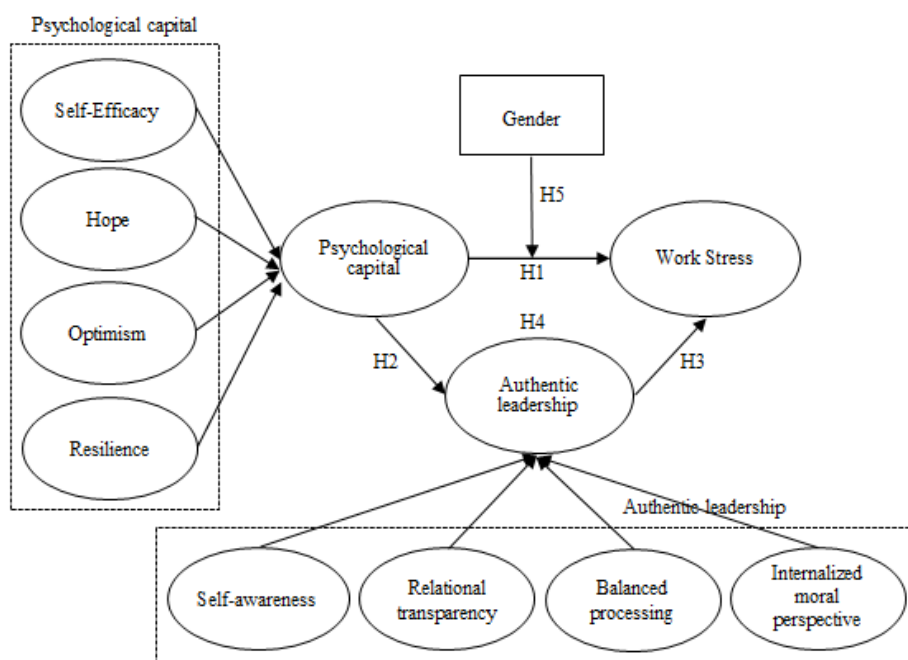 Psychological capital
Self-Efficacy
Hope
Optimism
Resilience
Psychological
capital
Gender
H5
H1
Work Stress
H4
H2
H3
Authentic
leadership
Authentic leadership
Self-awareness
Relational
transparency
Balanced
processing
Internalized
moral
perspective